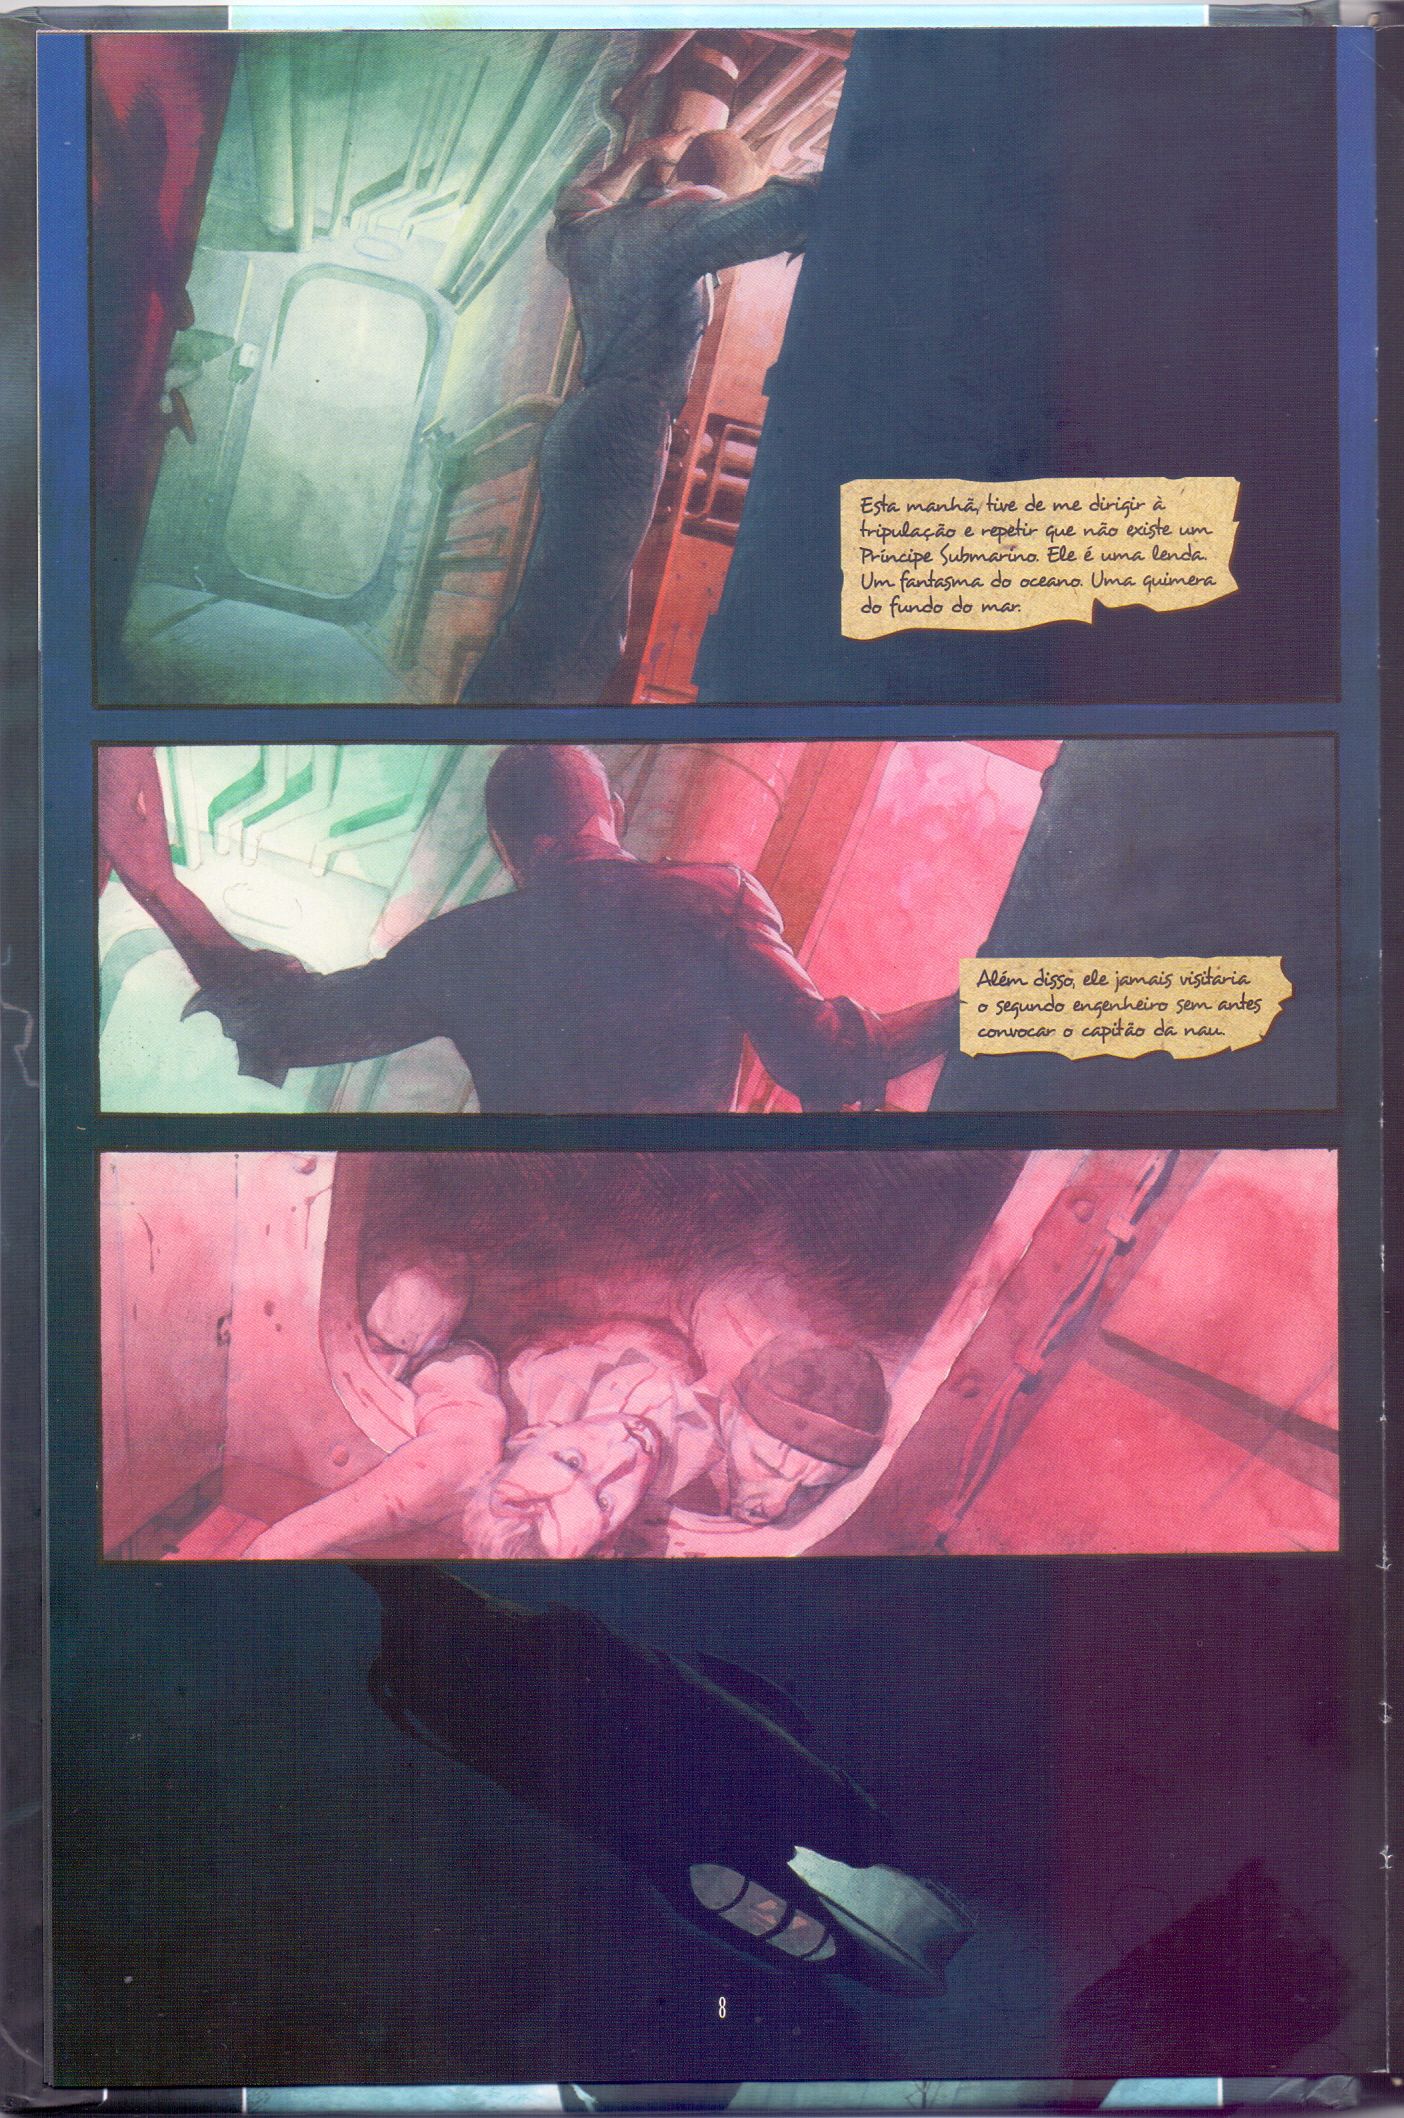 Esta manhã, tive de me dirigir à
tripulação e repetir que não existe um
Príncipe Submarino. Ele é uma lenda.
Um fantasma do oceano. Uma quimera
do fundo do mar.
Além disso, ele jamais visitaria
o segundo engenheiro sem antes
convocar o capitão da nau.
8